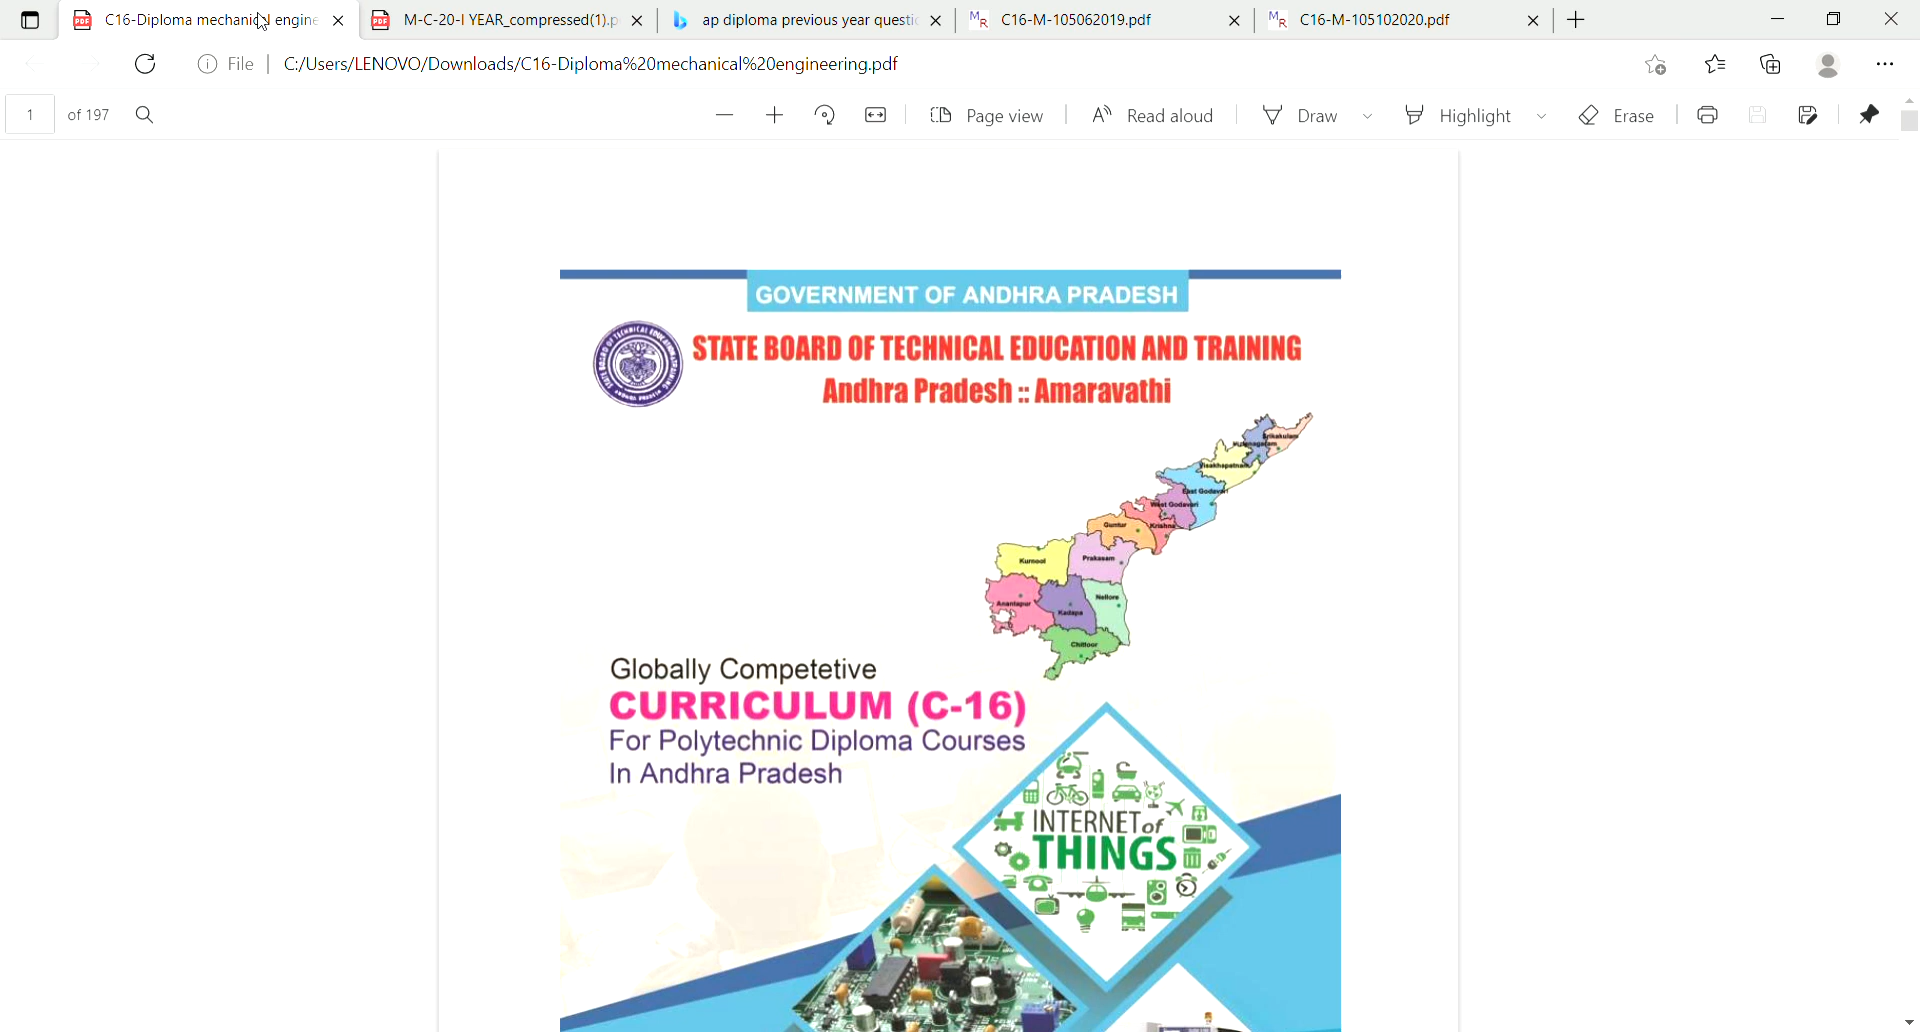 C16-Diploma mechanical engine
M-C-20-I YEAR_compressed(1).p
ap diploma previous year questi
C16-M-105062019.pdf
C16-M-105102020.pdf
File
C:/Users/LENOVO/Downloads/C16-Diploma%20mechanical%20engineering.pdf
1 of 197
Page view
Read aloud
Draw
Highlight
Erase
GOVERNMENT OF ANDHRA PRADESH
STATE BOARD OF TECHNICAL EDUCATION AND TRAINING
Andhra Pradesh :: Amaravathi
Srikakulam
Visakhapatnam
East Godavari
West Godavari
Guntur
Krishna
Prakasam
Kurnool
Nellore
Anantapur
Kadapa
Chittoor
Globally Competetive
CURRICULUM (C-16)
For Polytechnic Diploma Courses
In Andhra Pradesh
INTERNET of
THINGS